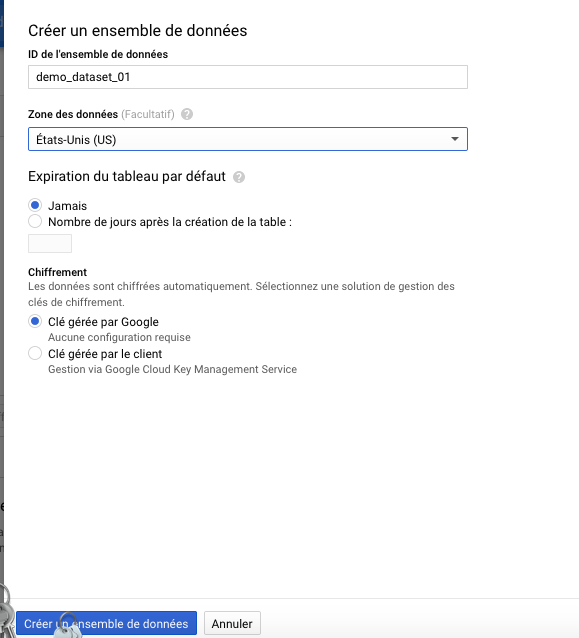 Créer un ensemble de données
ID de l'ensemble de données
demo_dataset_01
Zone des données (Facultatif) ?
États-Unis (US)
Expiration du tableau par défaut ?
Jamais
Nombre de jours après la création de la table :
Chiffrement
Les données sont chiffrées automatiquement. Sélectionnez une solution de gestion des
clés de chiffrement.
Clé gérée par Google
Aucune configuration requise
Clé gérée par le client
Gestion via Google Cloud Key Management Service
Créer un ensemble de données Annuler